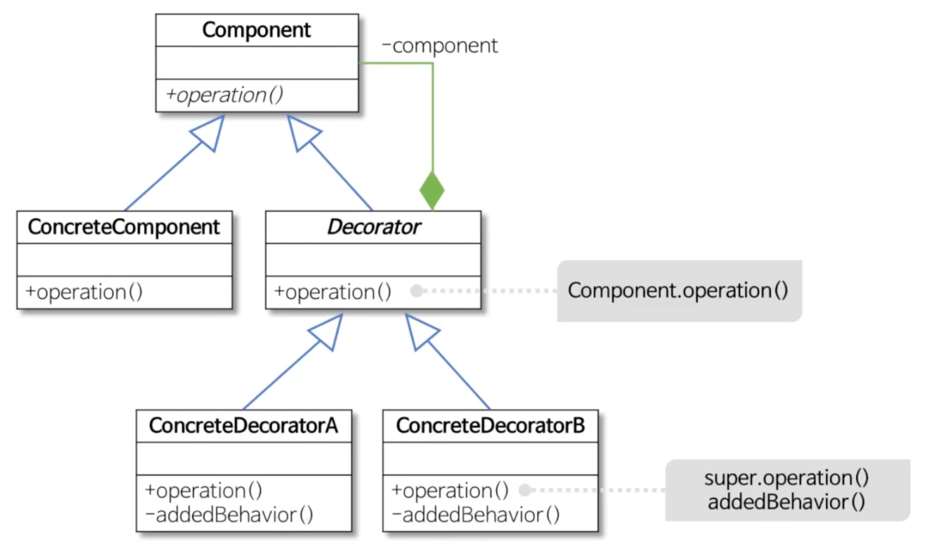 Component
-component
+operation()
ConcreteComponent
+operation()
Decorator
+operation()
Component.operation()
ConcreteDecoratorA
+operation()
-addedBehavior()
ConcreteDecoratorB
+operation()
-addedBehavior()
super.operation()
addedBehavior()